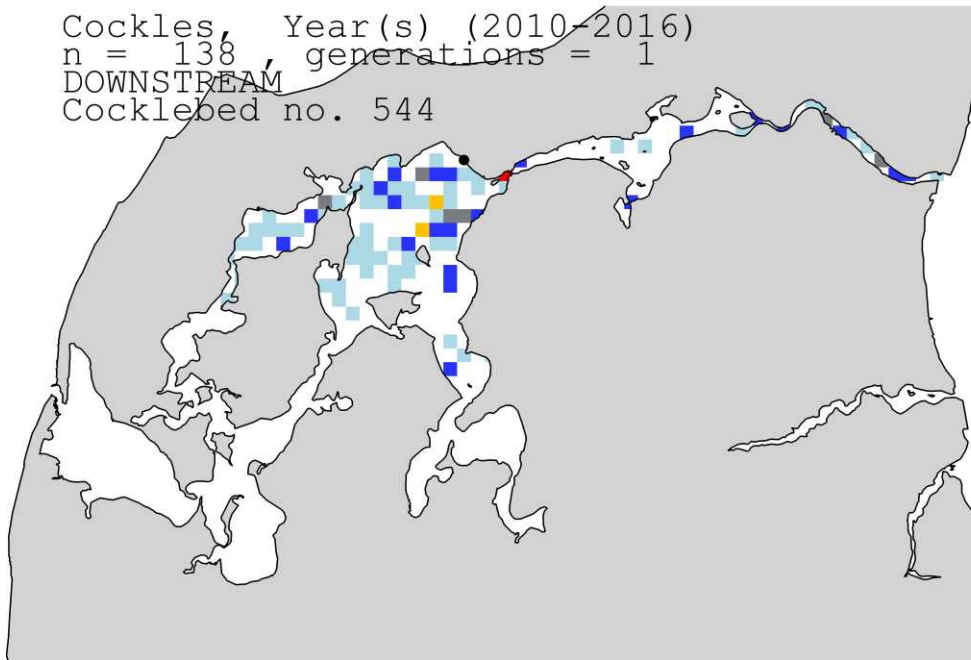 Cockles,   Year(s) (2010-2016)
n =   138 ,  generations =   1
DOWNSTREAM
Cocklebed no. 544